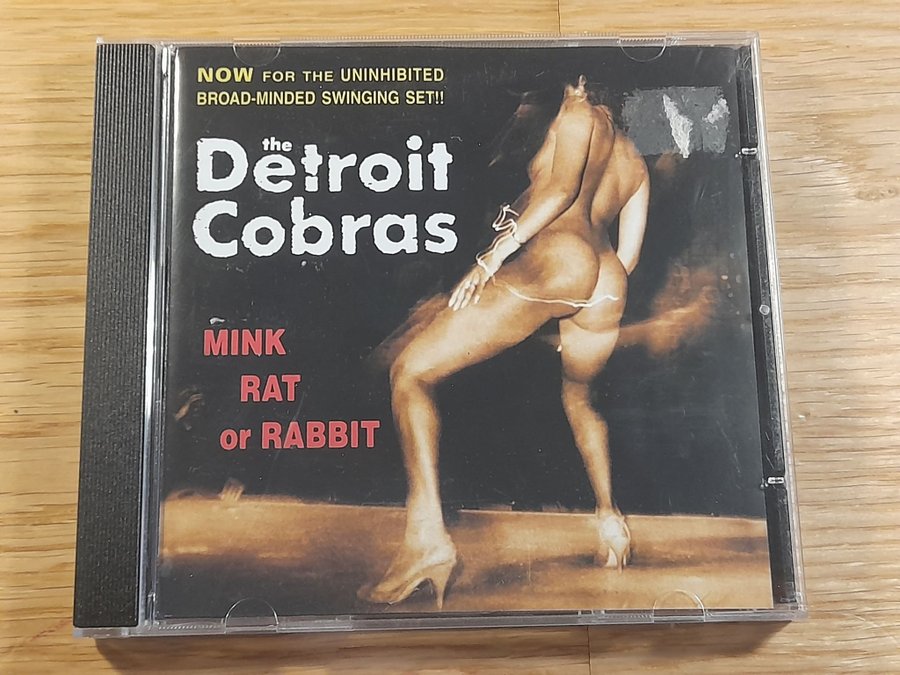 NOW FOR THE UNINHIBITED
BROAD-MINDED SWINGING SET!!
the
Detroit
Cobras
MINK
RAT
or RABBIT